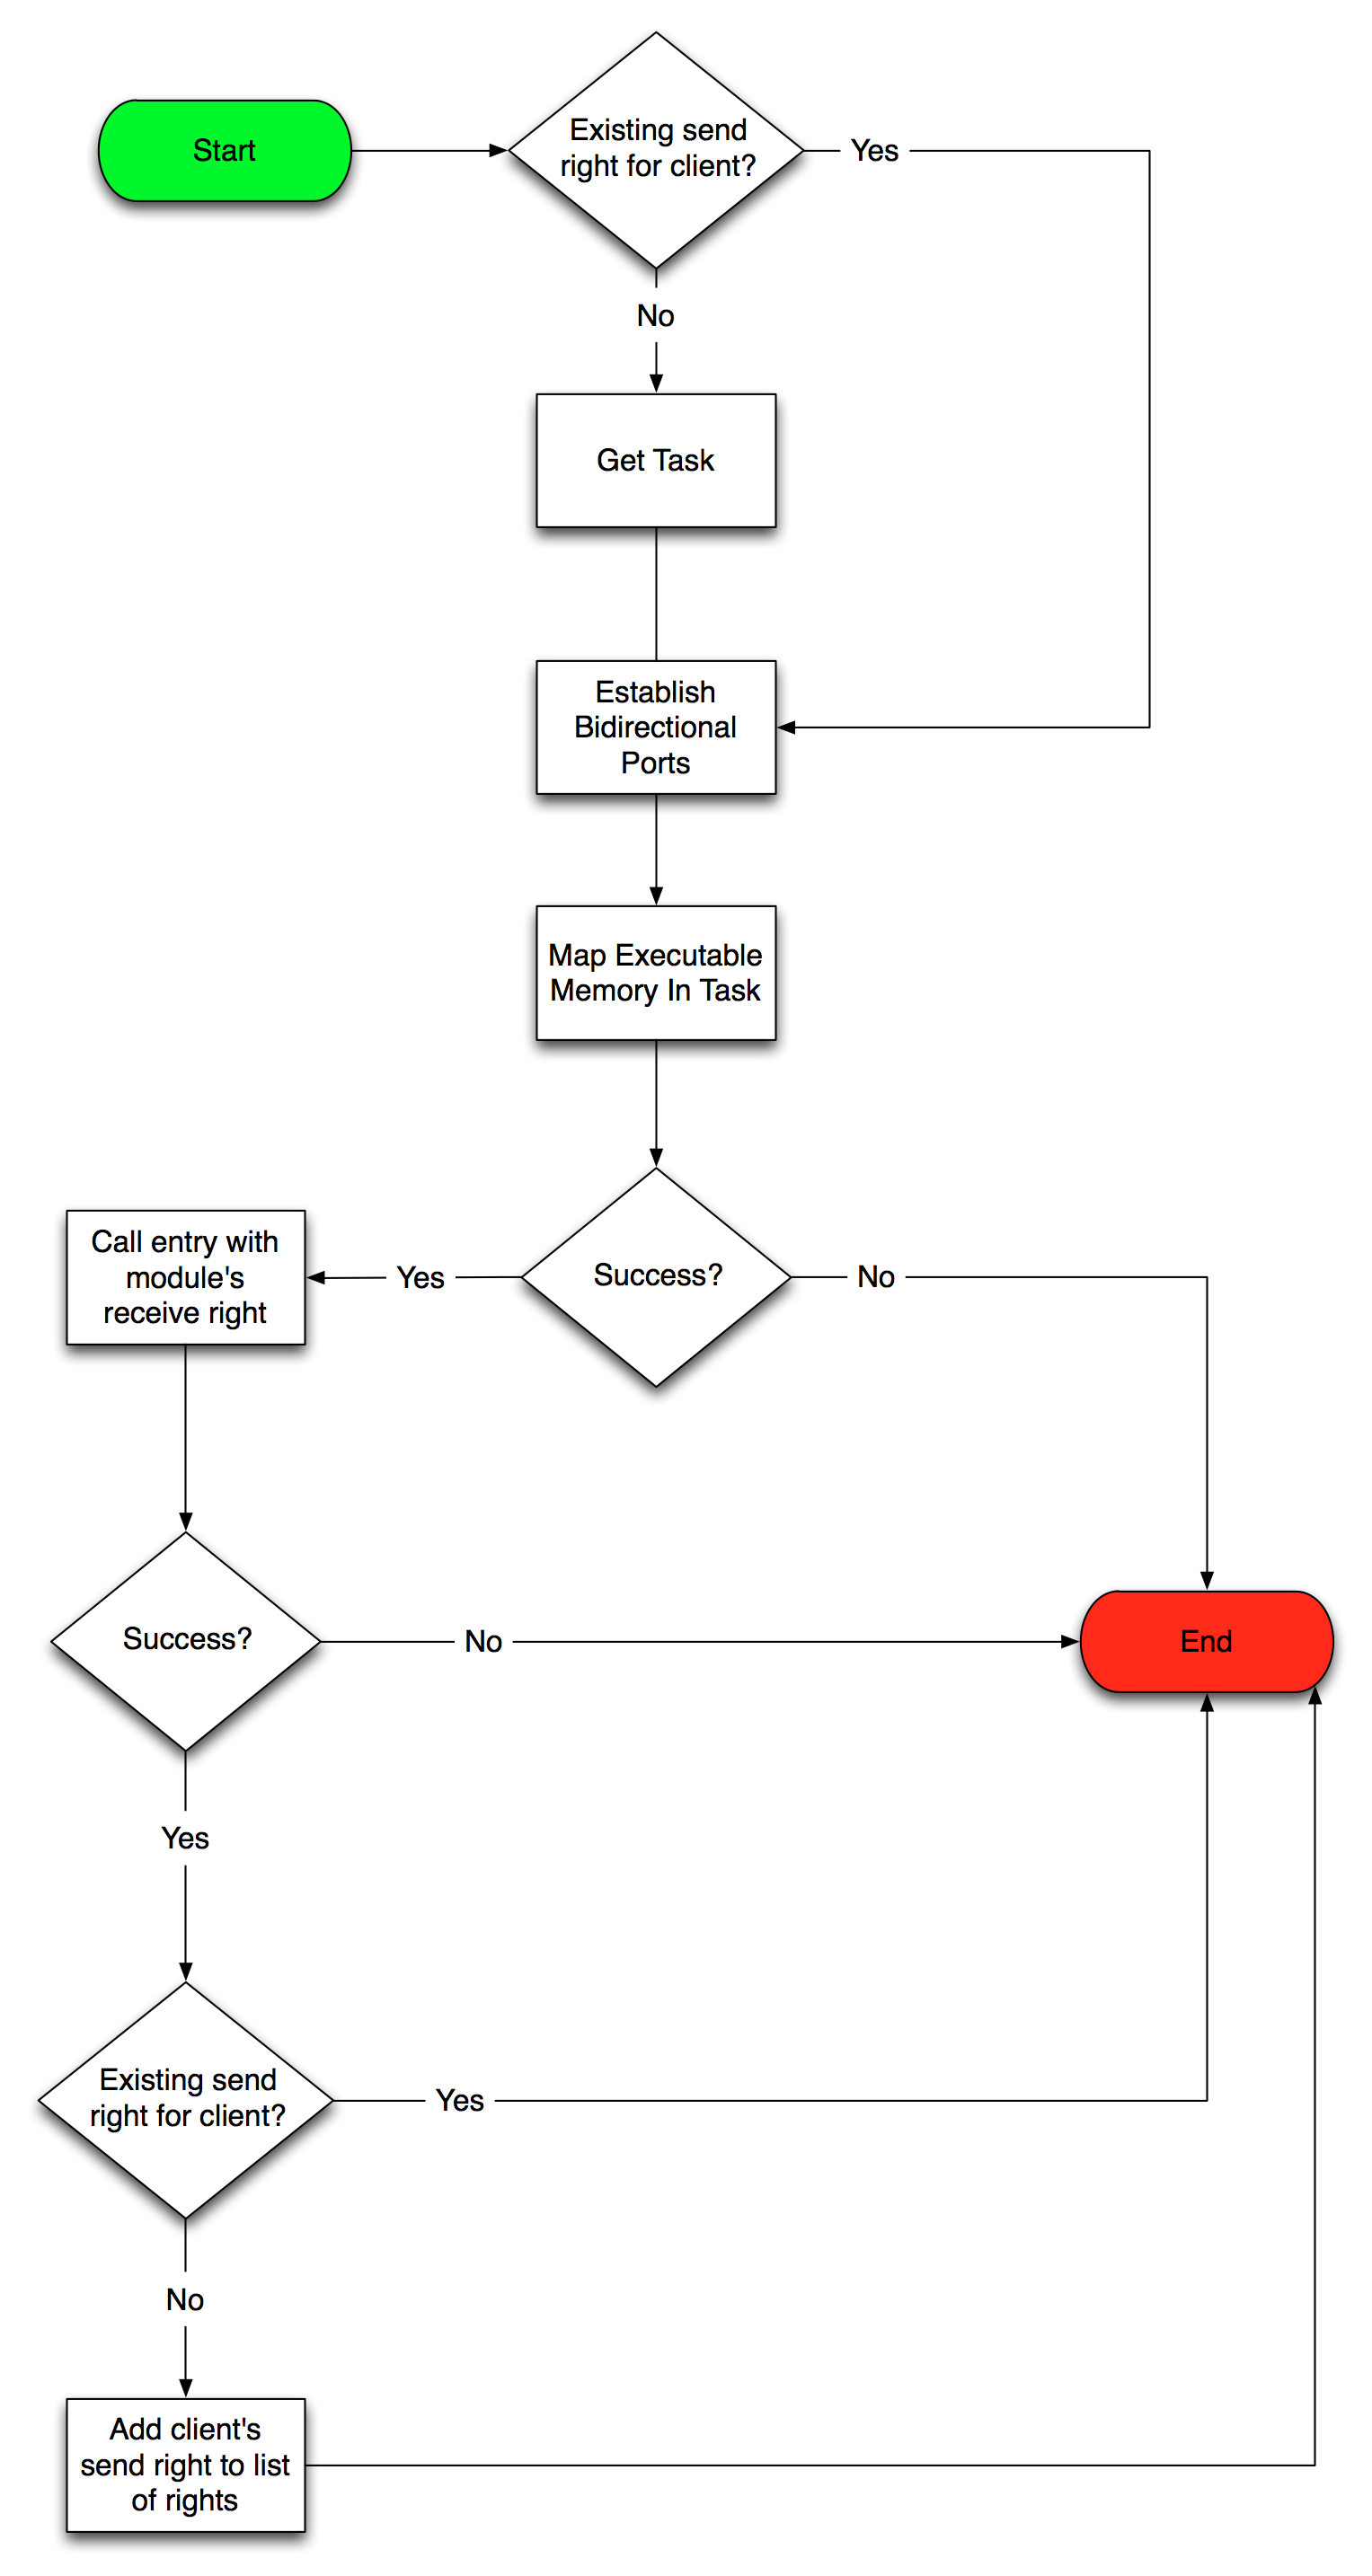 Start
Existing send
right for client?
Yes
No
Get Task
Establish
Bidirectional
Ports
Map Executable
Memory In Task
Call entry with
module's
receive right
Yes
Success?
No
Success?
No
End
Yes
Existing send
right for client?
Yes
No
Add client's
send right to list
of rights